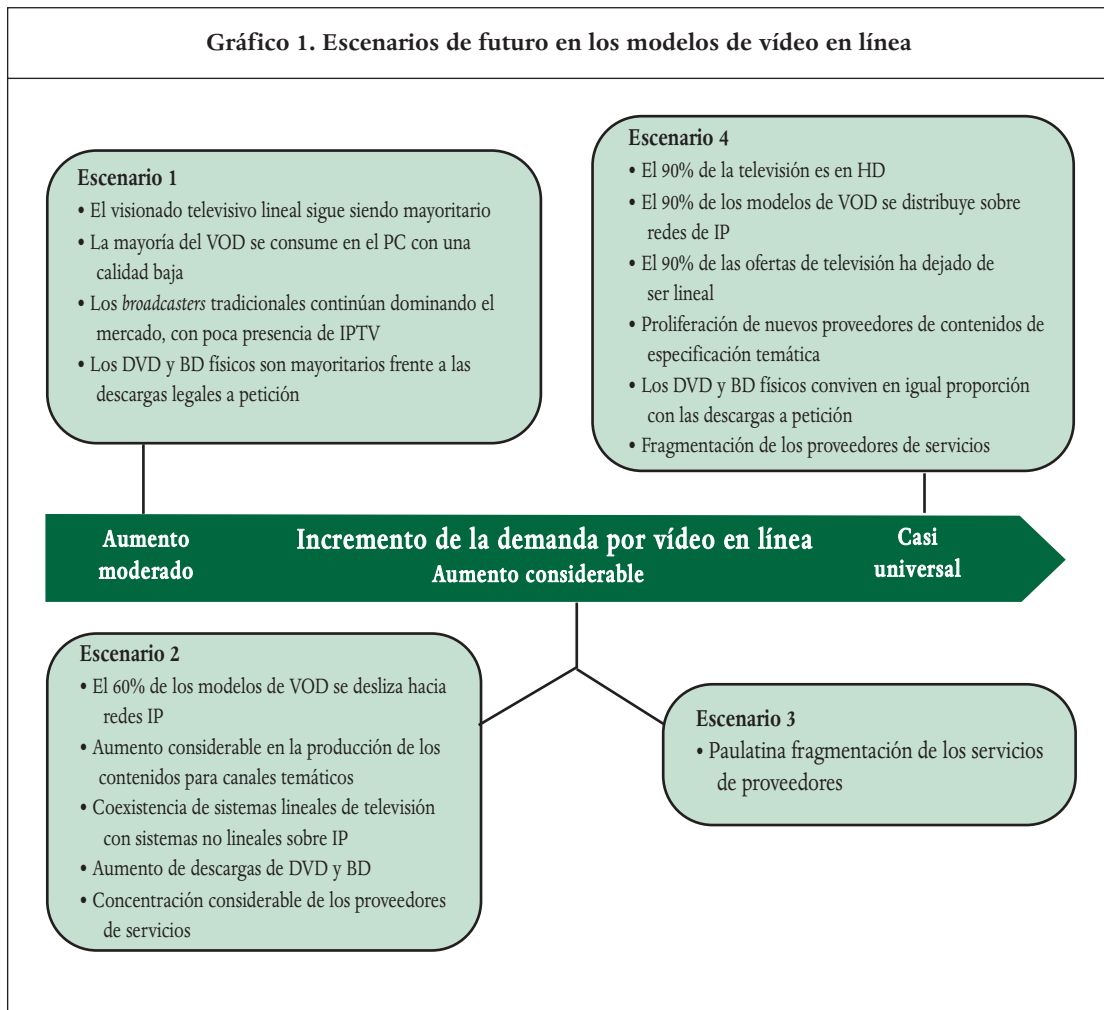 Gráfico 1. Escenarios de futuro en los modelos de vídeo en línea
Escenario 1
• El visionado televisivo lineal sigue siendo mayoritario
• La mayoría del VOD se consume en el PC con una
calidad baja
• Los broadcasters tradicionales continúan dominando el
mercado, con poca presencia de IPTV
• Los DVD y BD físicos son mayoritarios frente a las
descargas legales a petición
Escenario 4
• El 90% de la televisión es en HD
• El 90% de los modelos de VOD se distribuye sobre
redes de IP
• El 90% de las ofertas de televisión ha dejado de
ser lineal
• Proliferación de nuevos proveedores de contenidos de
especificación temática
• Los DVD y BD físicos conviven en igual proporción
con las descargas a petición
• Fragmentación de los proveedores de servicios
Aumento
moderado
Incremento de la demanda por vídeo en línea
Aumento considerable
Casi
universal
Escenario 2
• El 60% de los modelos de VOD se desliza hacia
redes IP
• Aumento considerable en la producción de los
contenidos para canales temáticos
• Coexistencia de sistemas lineales de televisión
con sistemas no lineales sobre IP
• Aumento de descargas de DVD y BD
• Concentración considerable de los proveedores
de servicios
Escenario 3
• Paulatina fragmentación de los servicios
de proveedores